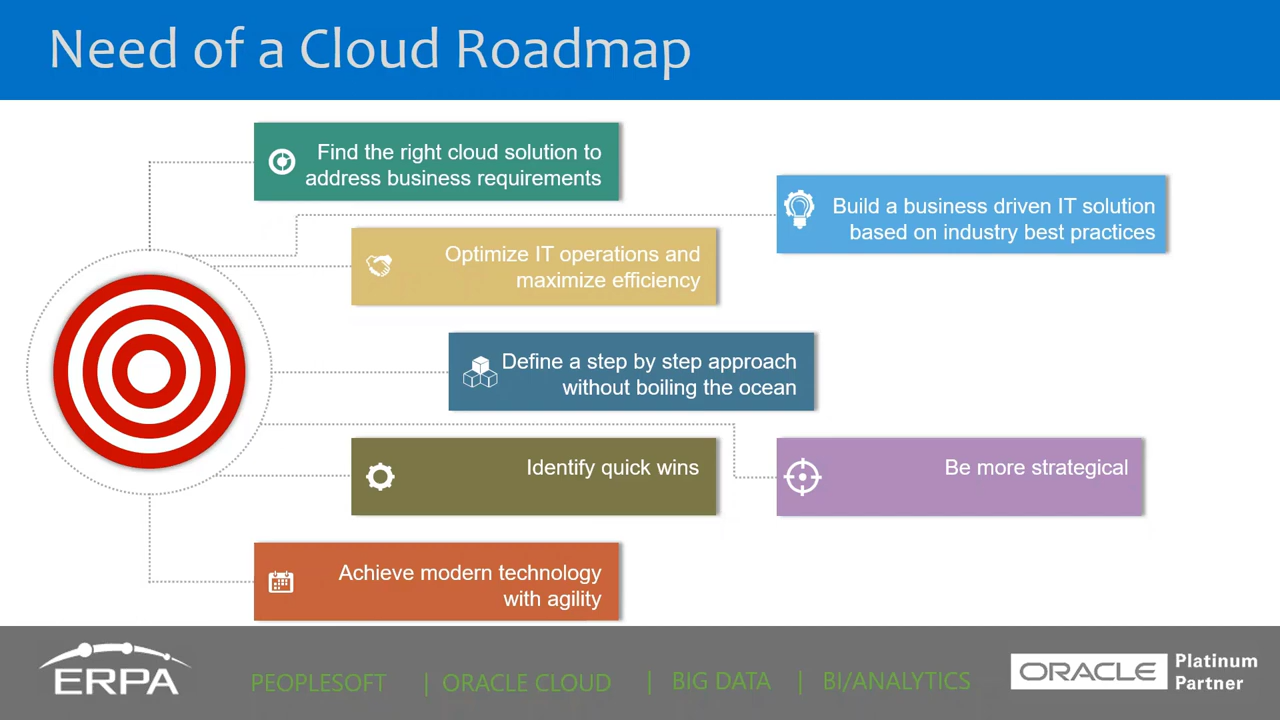 Need of a Cloud Roadmap
Find the right cloud solution to
address business requirements
Build a business driven IT solution
based on industry best practices
Optimize IT operations and
maximize efficiency
Define a step by step approach
without boiling the ocean
Identify quick wins
Be more strategical
Achieve modern technology
with agility
ERPA
PEOPLESOFT | ORACLE CLOUD | BIG DATA | BI/ANALYTICS
ORACLE Platinum
Partner